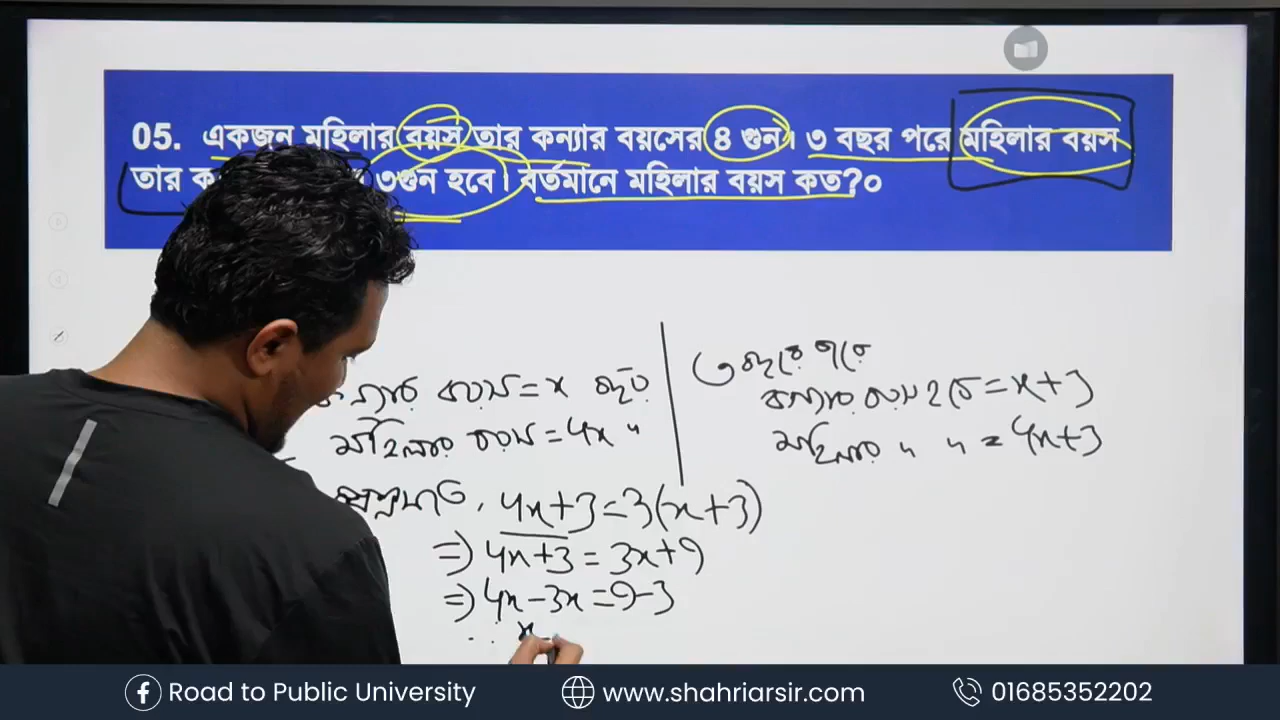 05. একজন মহিলার বয়স তার কন্যার বয়সের ৪ গুন। ৩ বছর পরে মহিলার বয়স
তার ৩গুন হবে। বর্তমানে মহিলার বয়স কত?০
বয়স = x
মহিলার বয়স = 4x "
৩ বছর পরে
কন্যার বয়স হবে = x+3
মহিলার " " = 4x+3
প্রশ্নমতে, 4x+3=3(x+3)
=> 4x+3 = 3x+9
=> 4x-3x=9-3
∴ x
Road to Public University
www.shahriarsir.com
01685352202